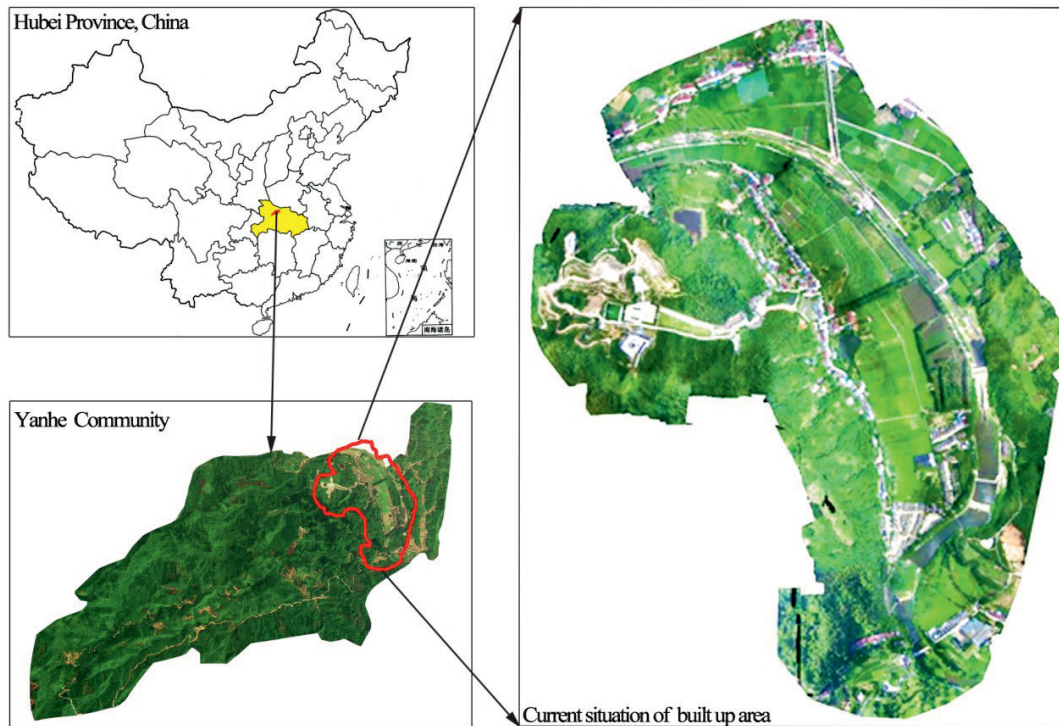 Hubei Province, China
南海诸岛
Yanhe Community
Current situation of built up area